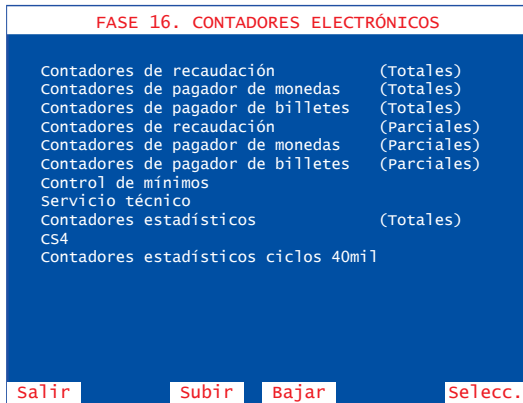 FASE 16. CONTADORES ELECTRÓNICOS
Contadores de recaudación (Totales)
Contadores de pagador de monedas (Totales)
Contadores de pagador de billetes (Totales)
Contadores de recaudación (Parciales)
Contadores de pagador de monedas (Parciales)
Contadores de pagador de billetes (Parciales)
Control de mínimos
Servicio técnico
Contadores estadísticos (Totales)
CS4
Contadores estadísticos ciclos 40mil
Salir Subir Bajar Selecc.